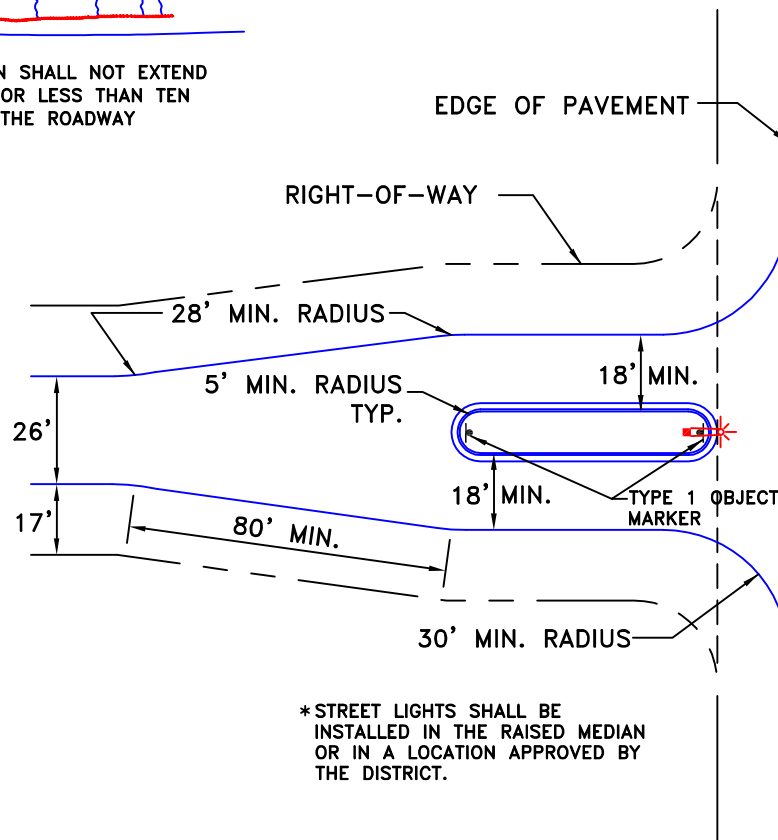 N SHALL NOT EXTEND
OR LESS THAN TEN
THE ROADWAY
EDGE OF PAVEMENT
RIGHT-OF-WAY
28' MIN. RADIUS
5' MIN. RADIUS
TYP.
18' MIN.
26'
18' MIN.
TYPE 1 OBJECT
MARKER
17'
80' MIN.
30' MIN. RADIUS
* STREET LIGHTS SHALL BE
INSTALLED IN THE RAISED MEDIAN
OR IN A LOCATION APPROVED BY
THE DISTRICT.